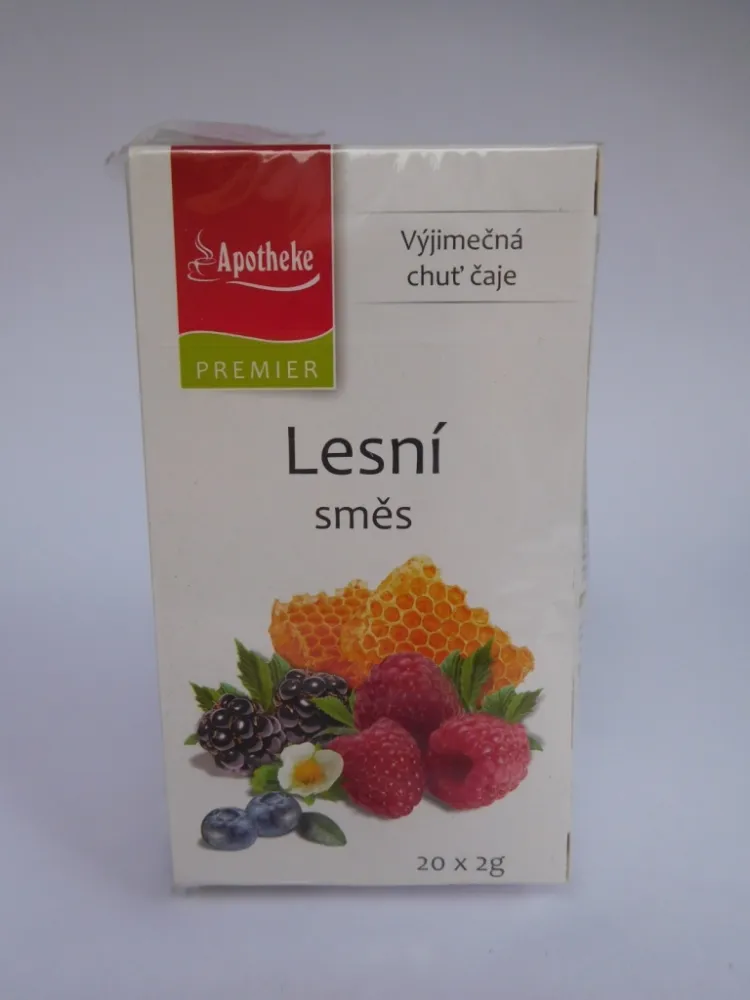 Apotheke
PREMIER
Výjimečná
chuť čaje
Lesní
směs
20 x 2g